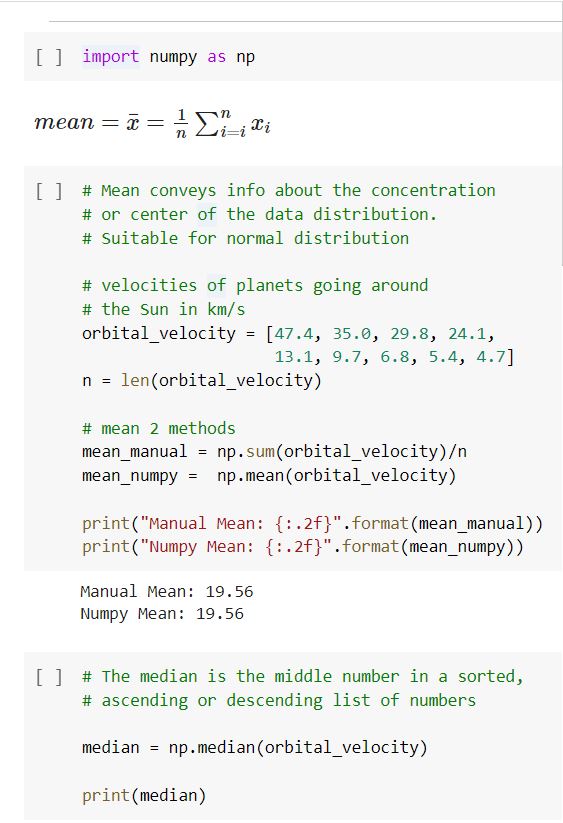 [ ] import numpy as np
mean = x̄ = 1/n ∑ⁿᵢ₌ᵢ xᵢ
[ ] # Mean conveys info about the concentration
# or center of the data distribution.
# Suitable for normal distribution
# velocities of planets going around
# the Sun in km/s
orbital_velocity = [47.4, 35.0, 29.8, 24.1,
13.1, 9.7, 6.8, 5.4, 4.7]
n = len(orbital_velocity)
# mean 2 methods
mean_manual = np.sum(orbital_velocity)/n
mean_numpy =  np.mean(orbital_velocity)
print("Manual Mean: {:.2f}".format(mean_manual))
print("Numpy Mean: {:.2f}".format(mean_numpy))
Manual Mean: 19.56
Numpy Mean: 19.56
[ ] # The median is the middle number in a sorted,
# ascending or descending list of numbers
median = np.median(orbital_velocity)
print(median)